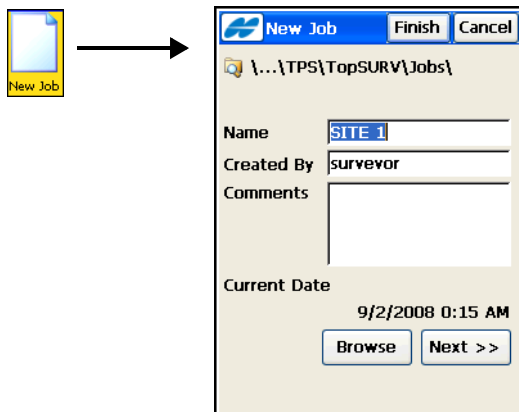 New Job
New Job Finish Cancel
\...\TPS\TopSURV\Jobs\
Name SITE 1
Created By surveyor
Comments
Current Date
9/2/2008 0:15 AM
Browse Next >>